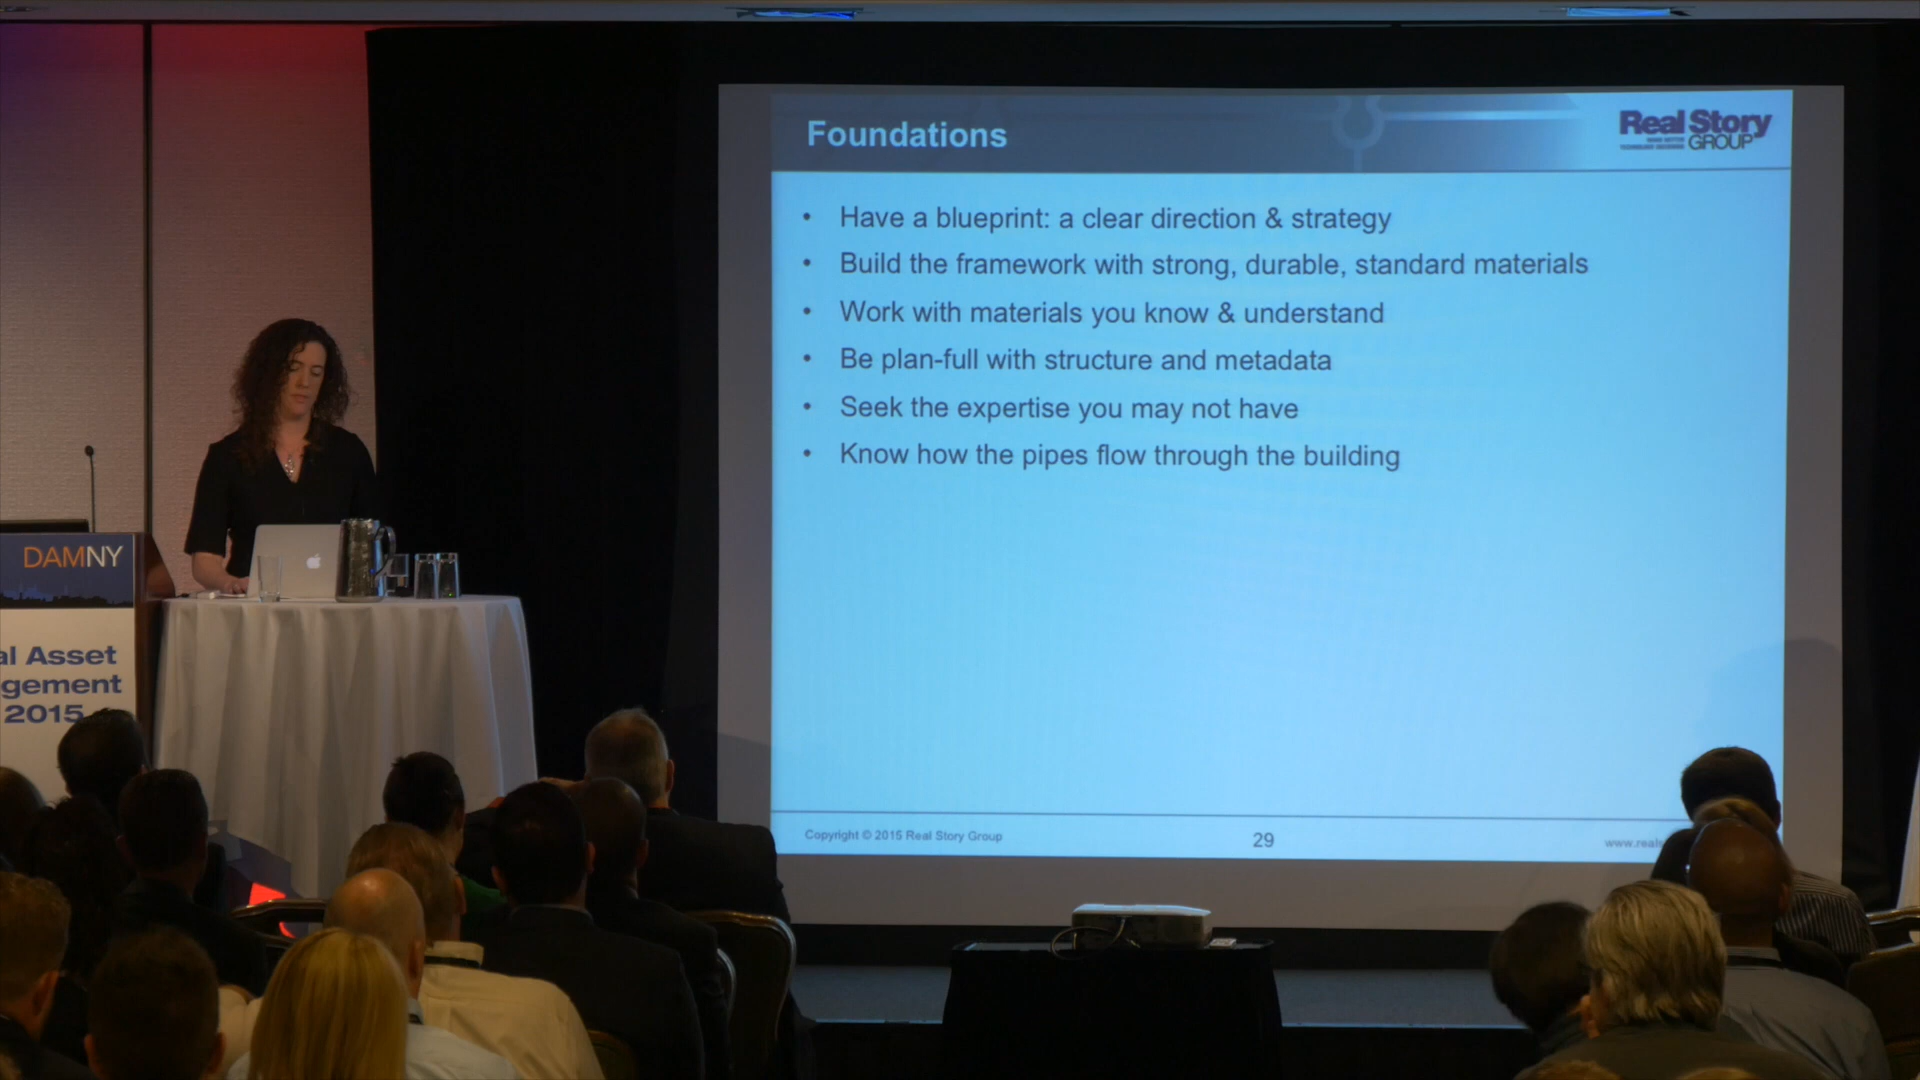 Foundations
Real Story
GROUP
• Have a blueprint: a clear direction & strategy
• Build the framework with strong, durable, standard materials
• Work with materials you know & understand
• Be plan-full with structure and metadata
• Seek the expertise you may not have
• Know how the pipes flow through the building
Copyright © 2015 Real Story Group
29
www.reals
DAMNY
al Asset
gement
2015